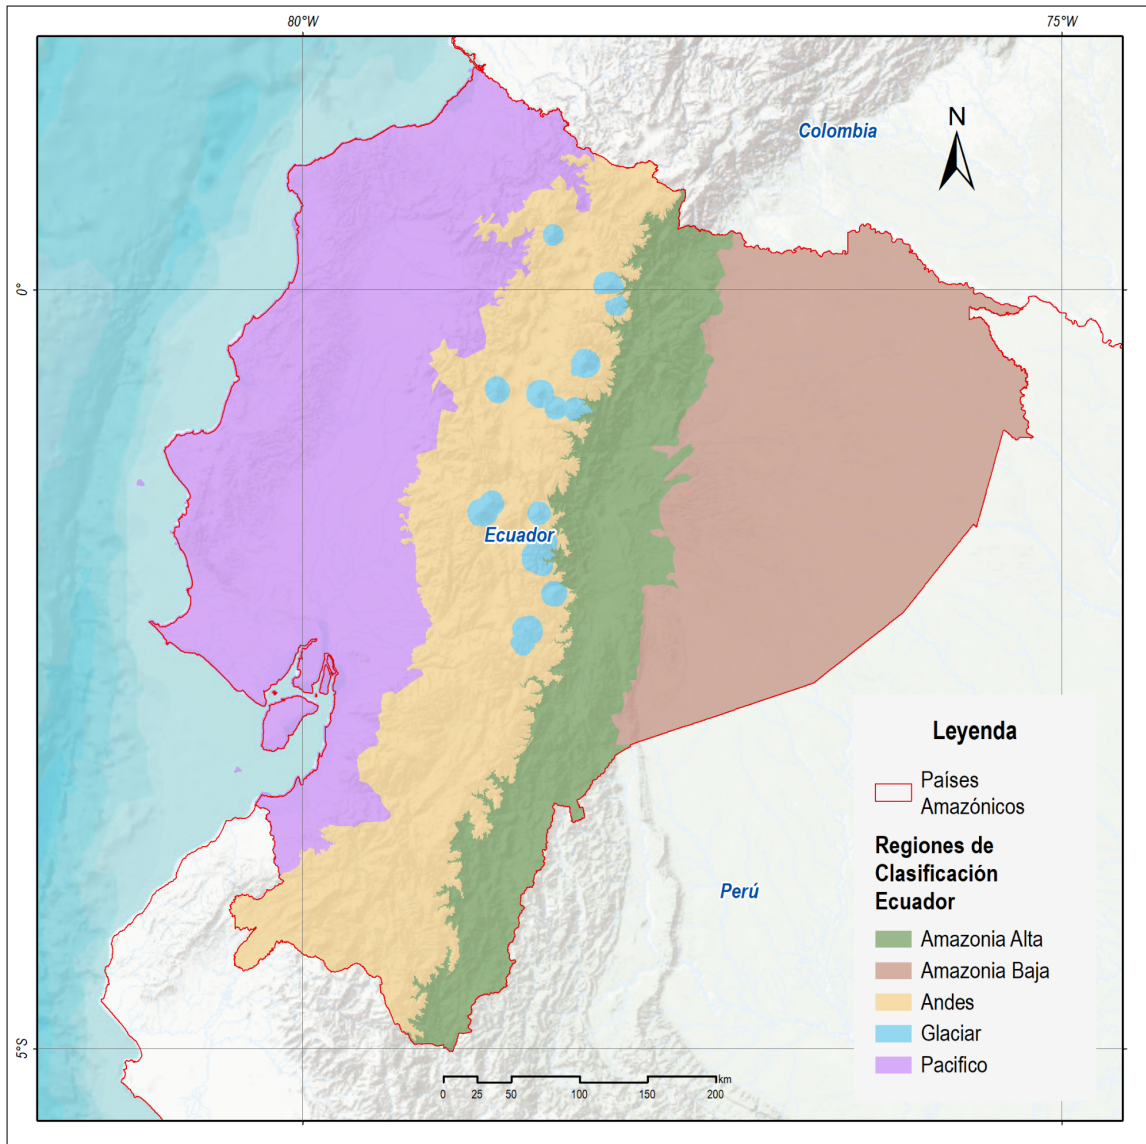 80°W
75°W
N
Colombia
0°
Ecuador
Leyenda
Países
Amazónicos
Regiones de
Clasificación
Ecuador
Perú
Amazonia Alta
Amazonia Baja
Andes
Glaciar
Pacifico
5°S
km
0 25 50 100 150 200